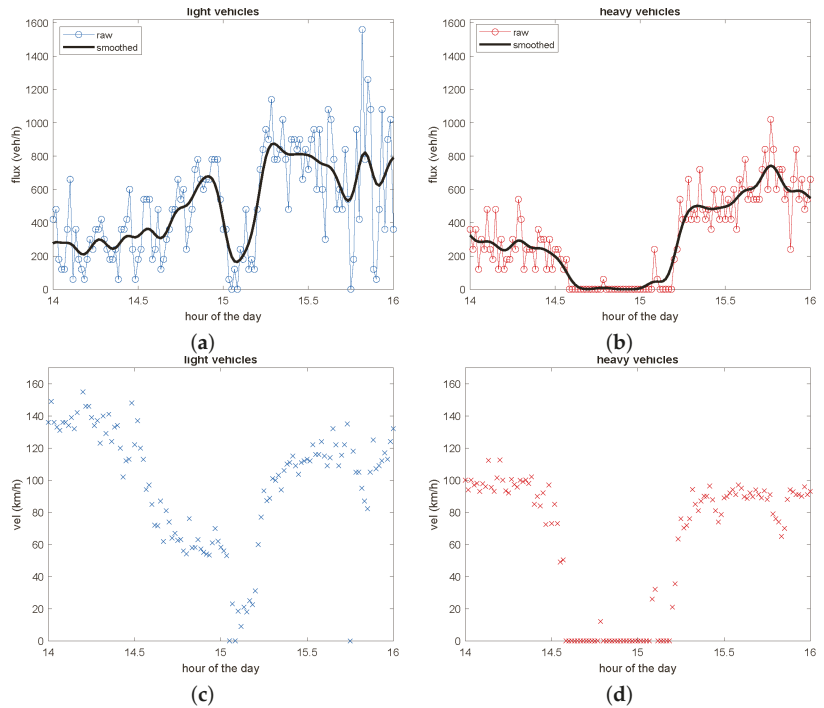 light vehicles
1600
1400
1200
1000
800
600
400
200
0
flux (veh/h)
raw
smoothed
14
14.5
15
15.5
16
hour of the day
(a)
heavy vehicles
1600
1400
1200
1000
800
600
400
200
0
flux (veh/h)
raw
smoothed
14
14.5
15
15.5
16
hour of the day
(b)
light vehicles
160
140
120
100
80
60
40
20
0
vel (km/h)
14
14.5
15
15.5
16
hour of the day
(c)
heavy vehicles
160
140
120
100
80
60
40
20
0
vel (km/h)
14
14.5
15
15.5
16
hour of the day
(d)